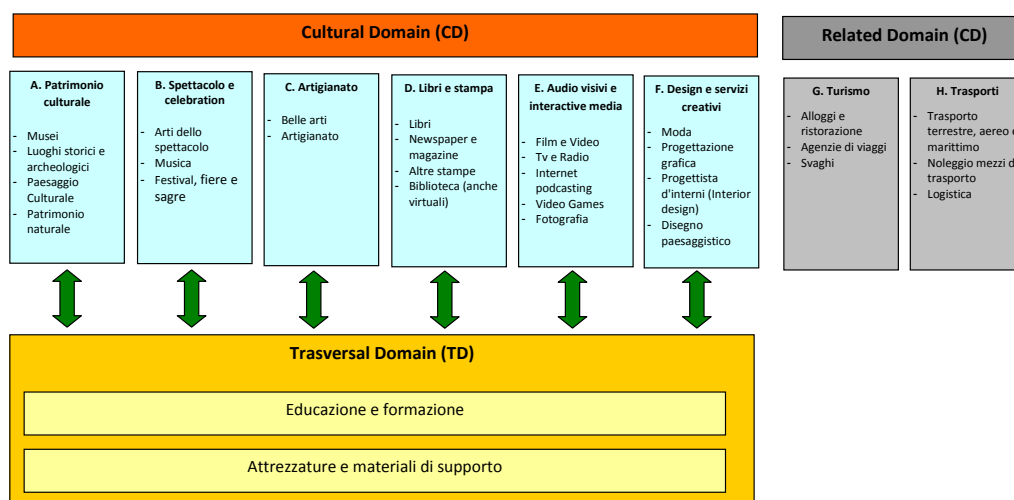 Cultural Domain (CD)
Related Domain (CD)
A. Patrimonio
culturale
- Musei
- Luoghi storici e
archeologici
- Paesaggio
Culturale
- Patrimonio
naturale
B. Spettacolo e
celebration
- Arti dello
spettacolo
- Musica
- Festival, fiere e
sagre
C. Artigianato
- Belle arti
- Artigianato
D. Libri e stampa
- Libri
- Newspaper e
magazine
- Altre stampe
- Biblioteca (anche
virtuali)
E. Audio visivi e
interactive media
- Film e Video
- Tv e Radio
- Internet
podcasting
- Video Games
- Fotografia
F. Design e servizi
creativi
- Moda
- Progettazione
grafica
- Progettista
d'interni (Interior
design)
- Disegno
paesaggistico
G. Turismo
- Alloggi e
ristorazione
- Agenzie di viaggi
- Svaghi
H. Trasporti
- Trasporto
terrestre, aereo e
marittimo
- Noleggio mezzi d
trasporto
- Logistica
Trasversal Domain (TD)
Educazione e formazione
Attrezzature e materiali di supporto